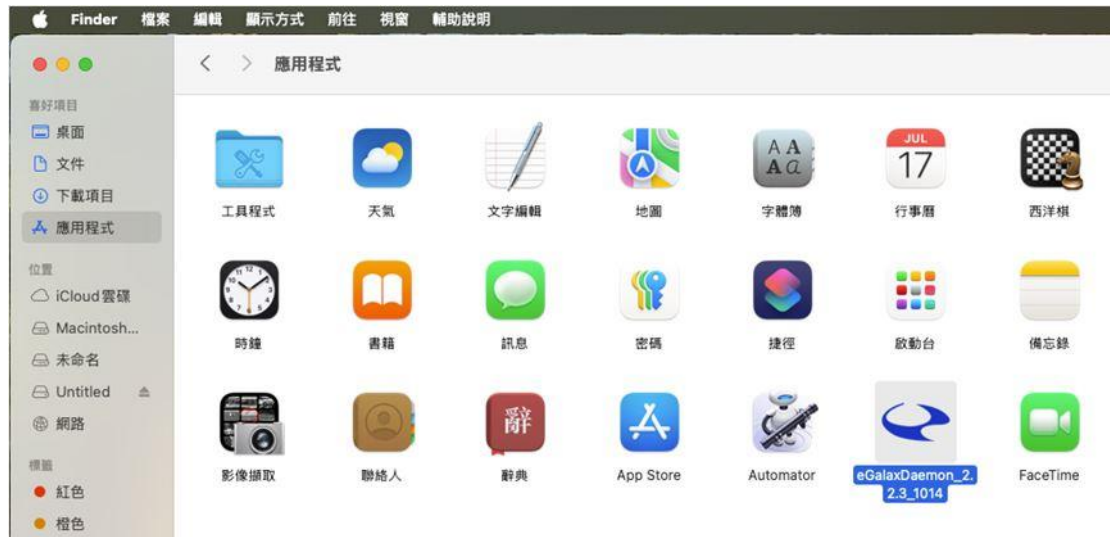 Finder 檔案 編輯 顯示方式 前往 視窗 輔助說明
應用程式
喜好項目
桌面
文件
下載項目
應用程式
位置
iCloud雲碟
Macintosh...
未命名
Untitled
網路
標籤
紅色
橙色
A A
A a
JUL
17
工具程式
天氣
文字編輯
地圖
字體簿
行事曆
西洋棋
時鐘
書籍
訊息
密碼
捷徑
啟動台
備忘錄
辭
影像擷取
聯絡人
辭典
App Store
Automator
eGalaxDaemon_2.
2.3_1014
FaceTime